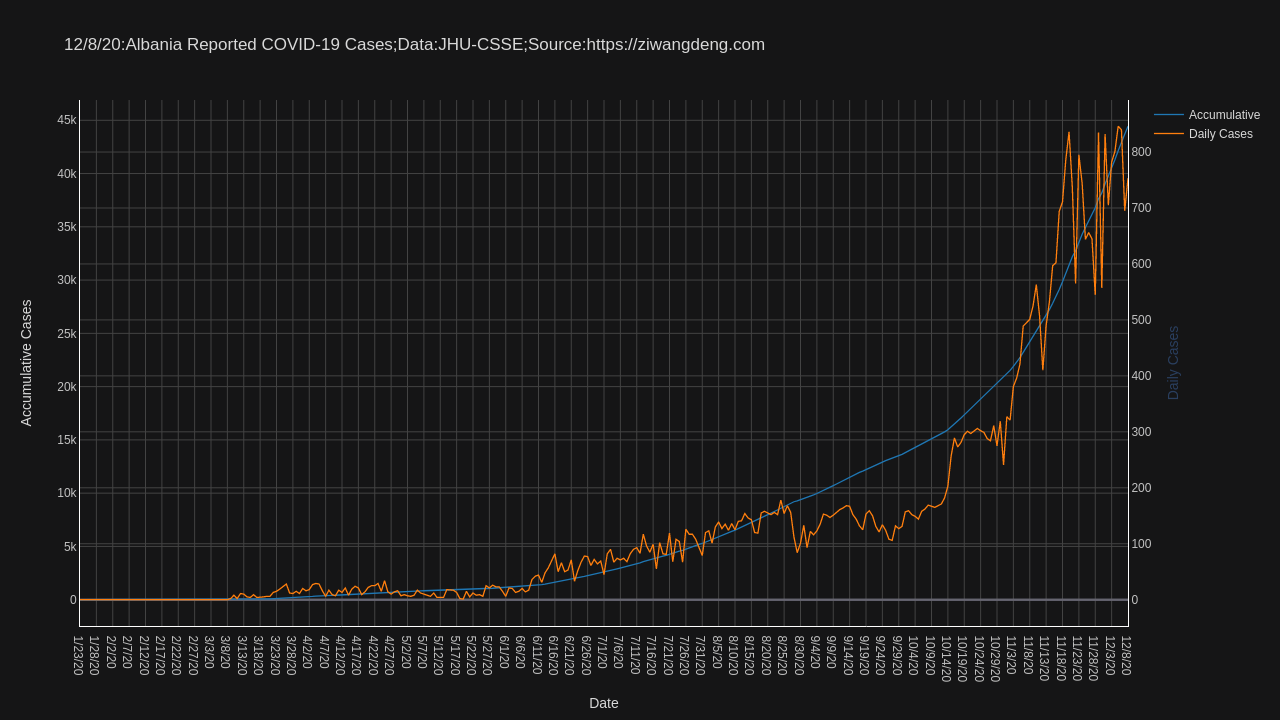 12/8/20:Albania Reported COVID-19 Cases;Data:JHU-CSSE;Source:https://ziwangdeng.com
Accumulative
Daily Cases
45k
40k
35k
30k
25k
20k
15k
10k
5k
0
Accumulative Cases
800
700
600
500
400
300
200
100
0
Daily Cases
1/23/20 1/28/20 2/2/20 2/7/20 2/12/20 2/17/20 2/22/20 2/27/20 3/3/20 3/8/20 3/13/20 3/18/20 3/23/20 3/28/20 4/2/20 4/7/20 4/12/20 4/17/20 4/22/20 4/27/20 5/2/20 5/7/20 5/12/20 5/17/20 5/22/20 5/27/20 6/1/20 6/6/20 6/11/20 6/16/20 6/21/20 6/26/20 7/1/20 7/6/20 7/11/20 7/16/20 7/21/20 7/26/20 7/31/20 8/5/20 8/10/20 8/15/20 8/20/20 8/25/20 8/30/20 9/4/20 9/9/20 9/14/20 9/19/20 9/24/20 9/29/20 10/4/20 10/9/20 10/14/20 10/19/20 10/24/20 10/29/20 11/3/20 11/8/20 11/13/20 11/18/20 11/23/20 11/28/20 12/3/20 12/8/20
Date